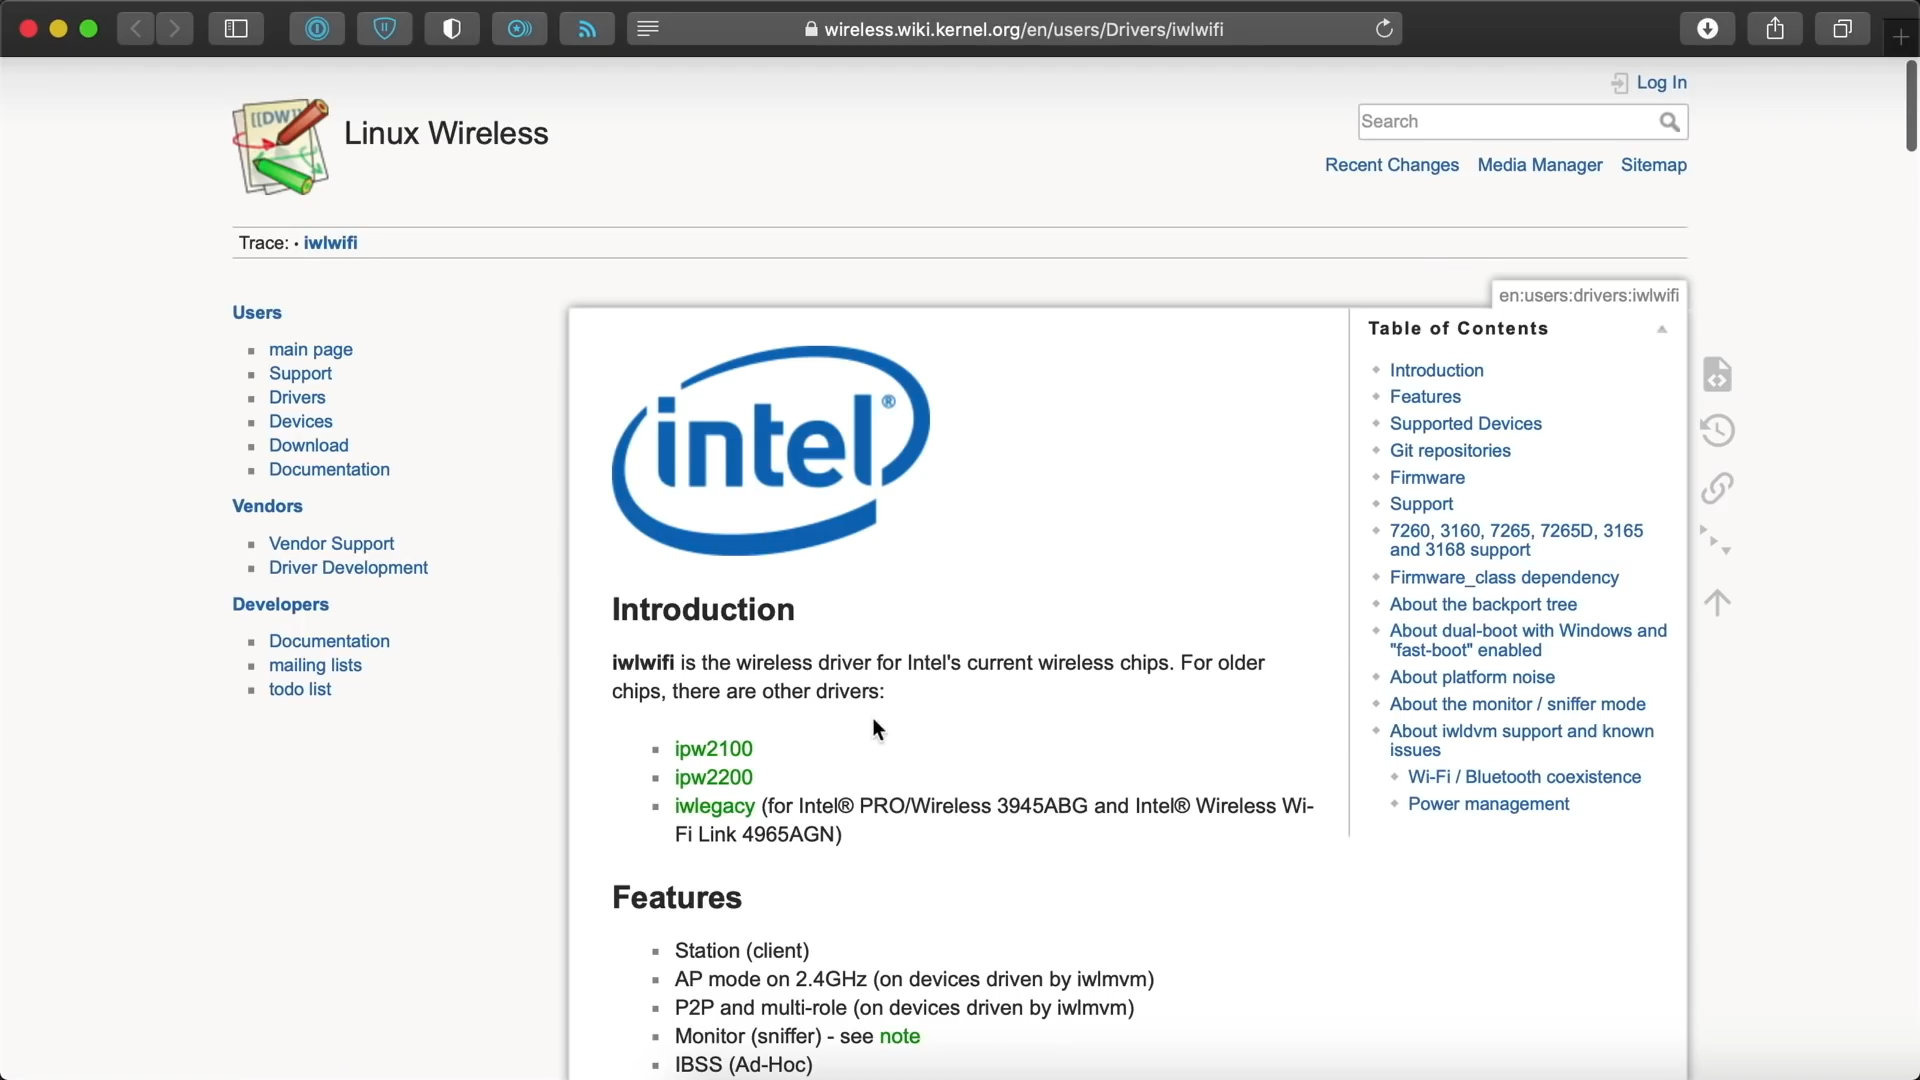 wireless.wiki.kernel.org/en/users/Drivers/iwlwifi
Log In
[[DW]]
Linux Wireless
Search
Recent Changes Media Manager Sitemap
Trace: • iwlwifi
en:users:drivers:iwlwifi
Users
main page
Support
Drivers
Devices
Download
Documentation
Vendors
Vendor Support
Driver Development
Developers
Documentation
mailing lists
todo list
intel®
Introduction
iwlwifi is the wireless driver for Intel's current wireless chips. For older
chips, there are other drivers:
ipw2100
ipw2200
iwlegacy (for Intel® PRO/Wireless 3945ABG and Intel® Wireless Wi-
Fi Link 4965AGN)
Features
Station (client)
AP mode on 2.4GHz (on devices driven by iwlmvm)
P2P and multi-role (on devices driven by iwlmvm)
Monitor (sniffer) - see note
IBSS (Ad-Hoc)
Table of Contents
Introduction
Features
Supported Devices
Git repositories
Firmware
Support
7260, 3160, 7265, 7265D, 3165
and 3168 support
Firmware_class dependency
About the backport tree
About dual-boot with Windows and
"fast-boot" enabled
About platform noise
About the monitor / sniffer mode
About iwldvm support and known
issues
Wi-Fi / Bluetooth coexistence
Power management